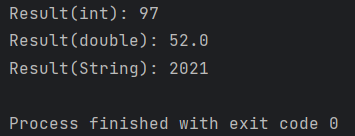 Result(int): 97
Result(double): 52.0
Result(String): 2021
Process finished with exit code 0